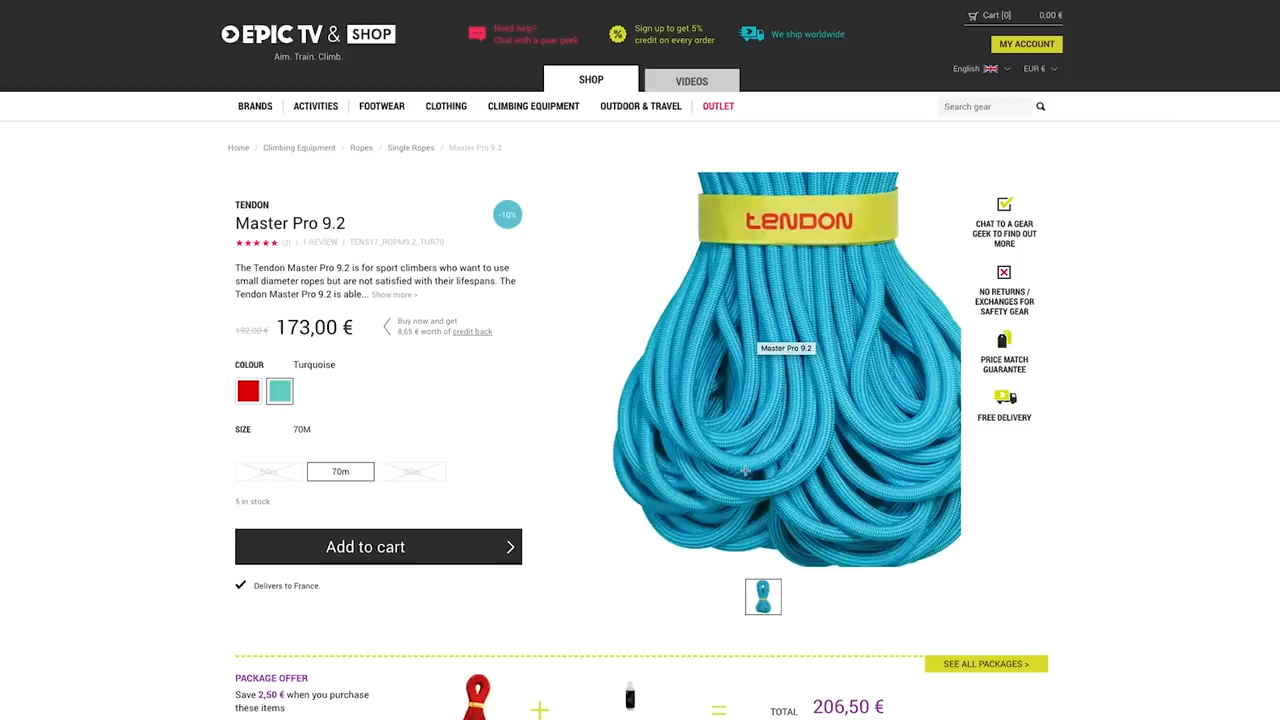 EPIC TV & SHOP
Aim. Train. Climb.
Need help?
Chat with a gear geek
%
Sign up to get 5%
credit on every order
We ship worldwide
Cart [0]
0,00 €
MY ACCOUNT
English
EUR €
SHOP
VIDEOS
BRANDS
ACTIVITIES
FOOTWEAR
CLOTHING
CLIMBING EQUIPMENT
OUTDOOR & TRAVEL
OUTLET
Search gear
Home / Climbing Equipment / Ropes / Single Ropes / Master Pro 9.2
TENDON
Master Pro 9.2
-10%
(2) | 1 REVIEW | TENS17_ROPM9.2_TUR70
The Tendon Master Pro 9.2 is for sport climbers who want to use
small diameter ropes but are not satisfied with their lifespans. The
Tendon Master Pro 9.2 is able... Show more >
192,00 € 173,00 €
Buy now and get
8,65 € worth of credit back
COLOUR
Turquoise
SIZE
70M
70m
5 in stock
Add to cart
Delivers to France.
TENDON
Master Pro 9.2
CHAT TO A GEAR
GEEK TO FIND OUT
MORE
NO RETURNS /
EXCHANGES FOR
SAFETY GEAR
PRICE MATCH
GUARANTEE
FREE DELIVERY
SEE ALL PACKAGES >
PACKAGE OFFER
Save 2,50 € when you purchase
these items
+
=
TOTAL 206,50 €